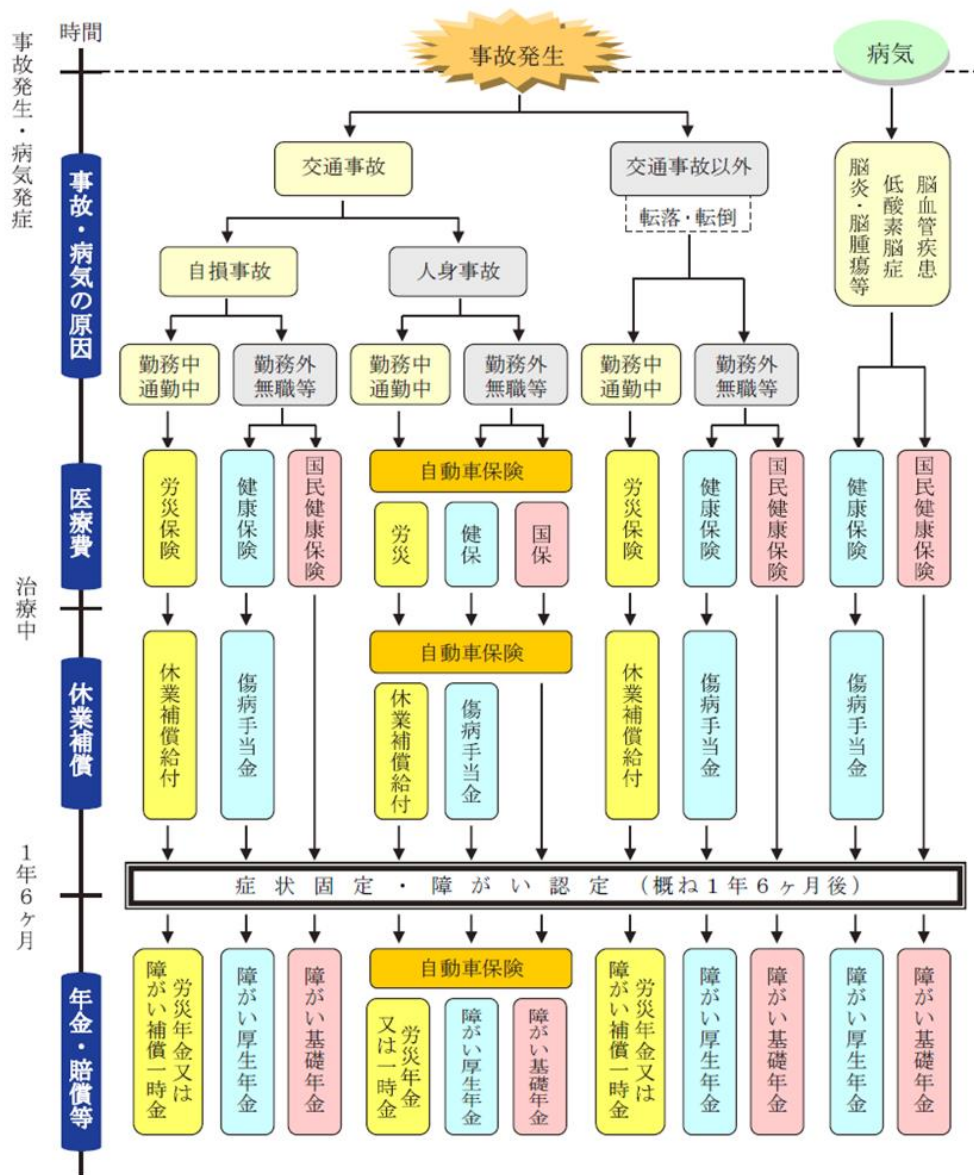 時間
事故発生・病気発症
事故発生
病気
事故・病気の原因
交通事故
交通事故以外
転落・転倒
脳血管疾患
低酸素脳症
脳炎・脳腫瘍等
自損事故
人身事故
勤務中
通勤中
勤務外
無職等
勤務中
通勤中
勤務外
無職等
勤務中
通勤中
勤務外
無職等
医療費
労災保険
健康保険
国民健康保険
自動車保険
労災
健保
国保
労災保険
健康保険
国民健康保険
健康保険
国民健康保険
治療中
休業補償
休業補償給付
傷病手当金
自動車保険
休業補償給付
傷病手当金
休業補償給付
傷病手当金
傷病手当金
1年6ヶ月
症状固定・障がい認定(概ね1年6ヶ月後)
年金・賠償等
労災年金又は
障がい補償一時金
障がい厚生年金
障がい基礎年金
自動車保険
労災年金
又は一時金
障がい厚生年金
障がい基礎年金
労災年金又は
障がい補償一時金
障がい厚生年金
障がい基礎年金
障がい厚生年金
障がい基礎年金